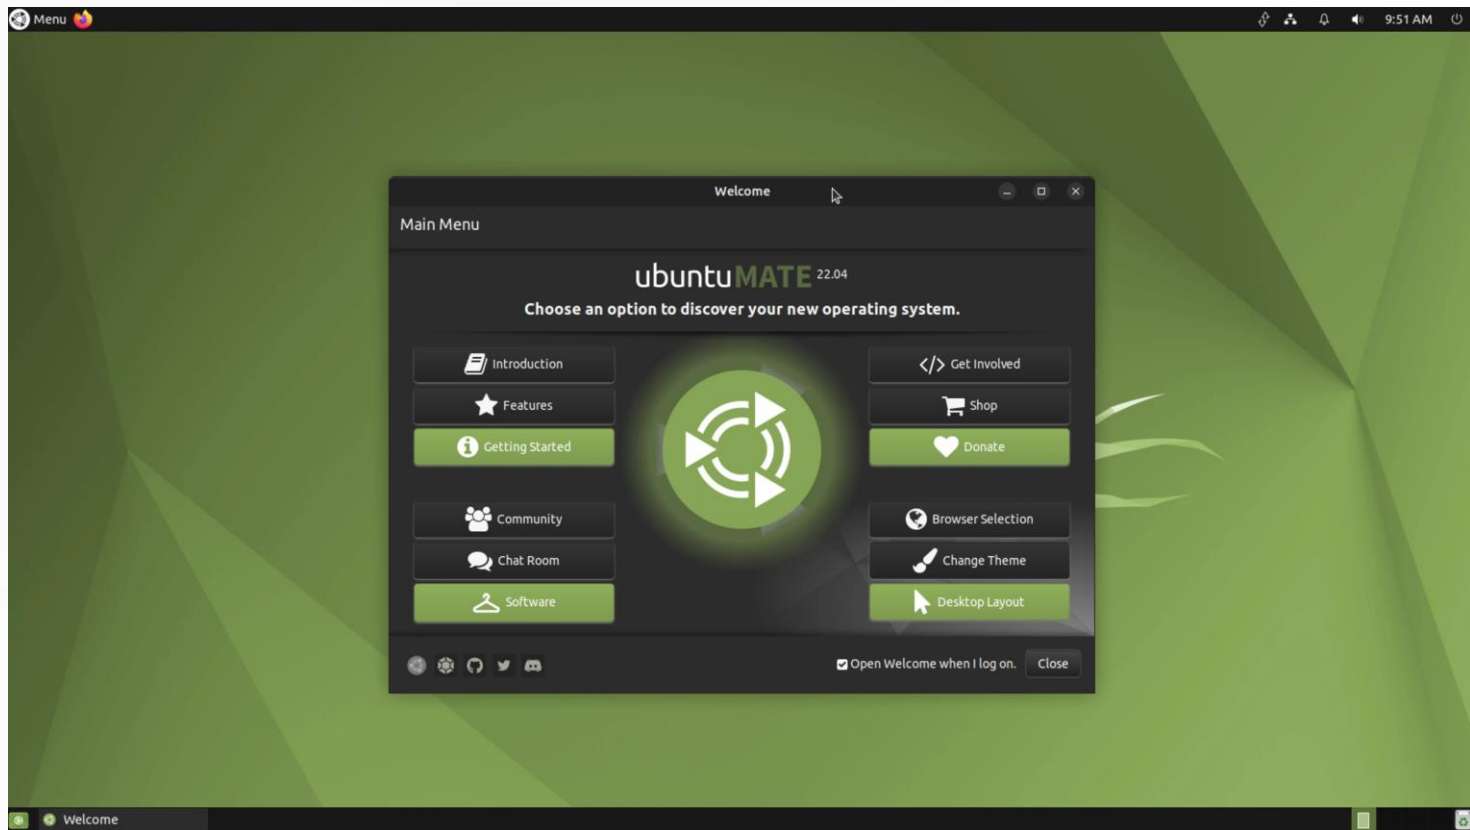 Menu
9:51 AM
Welcome
Main Menu
ubuntuMATE 22.04
Choose an option to discover your new operating system.
Introduction
Features
Getting Started
Community
Chat Room
Software
Get Involved
Shop
Donate
Browser Selection
Change Theme
Desktop Layout
Open Welcome when I log on.
Close
Welcome